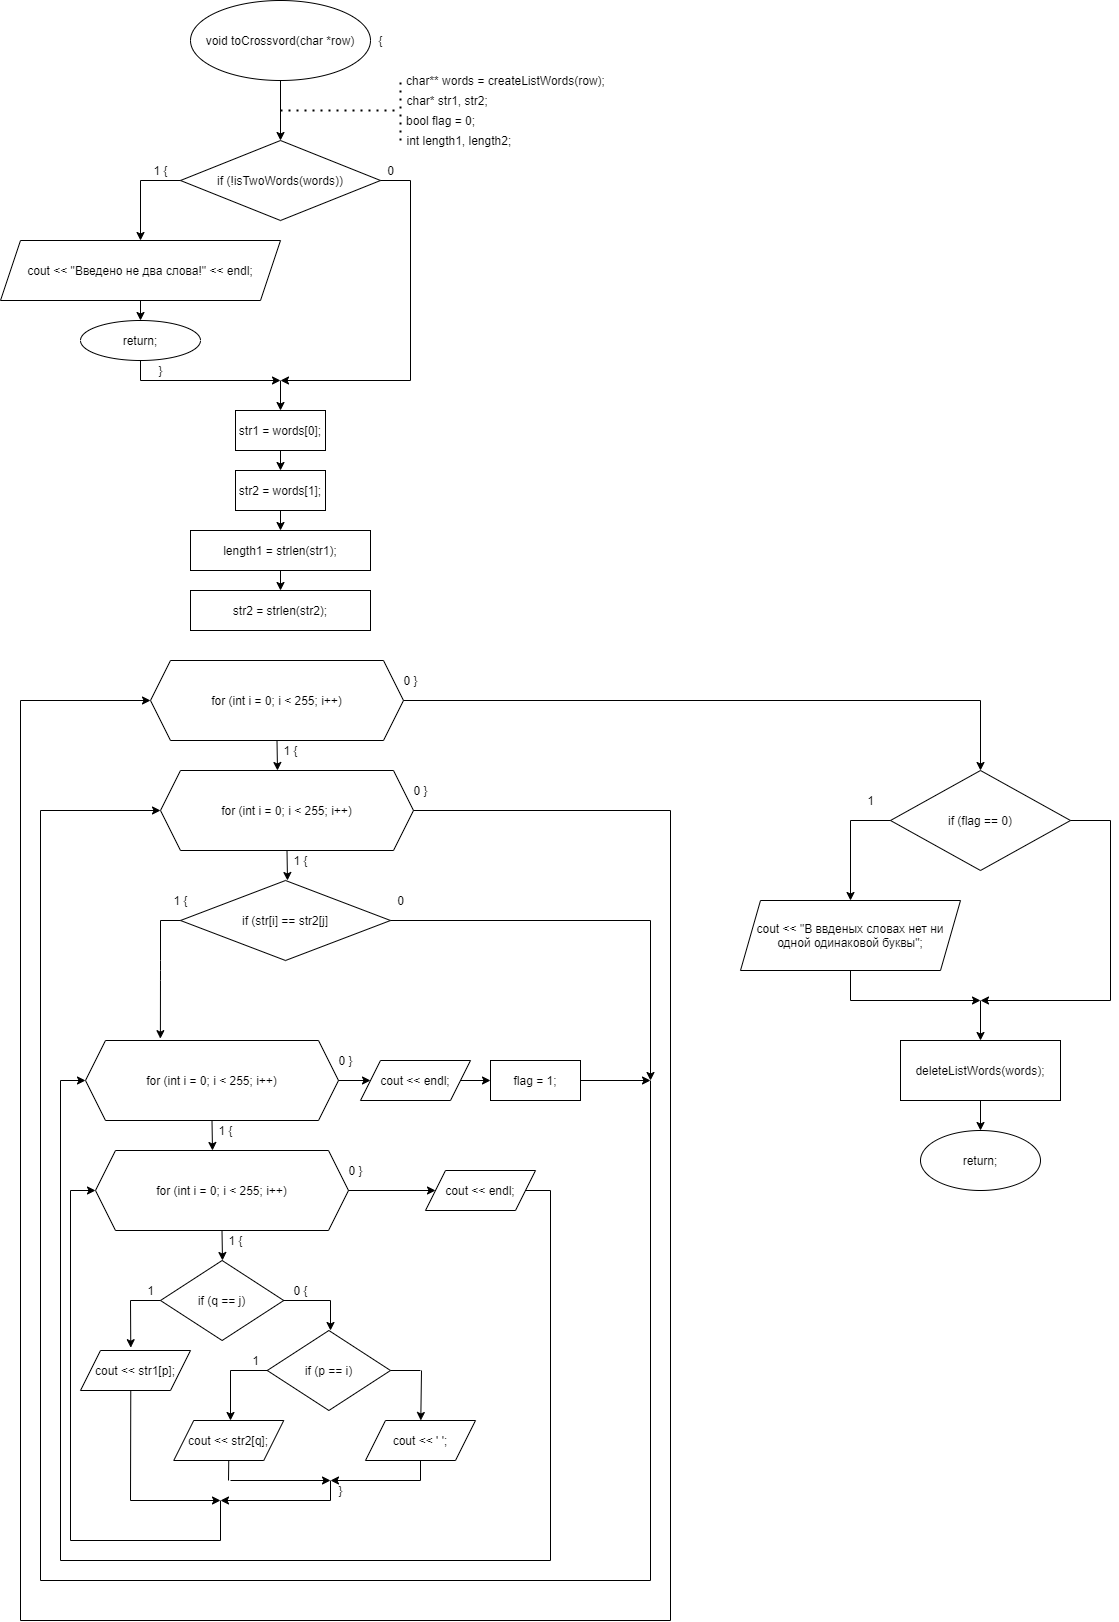 void toCrossvord(char *row)
{
char** words = createListWords(row);
char* str1, str2;
bool flag = 0;
int length1, length2;
1 {
if (!isTwoWords(words))
0
cout << "Введено не два слова!" << endl;
return;
}
str1 = words[0];
str2 = words[1];
length1 = strlen(str1);
str2 = strlen(str2);
for (int i = 0; i < 255; i++)
0 }
1 {
for (int i = 0; i < 255; i++)
0 }
1 {
1
if (flag == 0)
1 {
if (str[i] == str2[j]
0
cout << "В ввденых словах нет ни
одной одинаковой буквы";
for (int i = 0; i < 255; i++)
0 }
cout << endl;
flag = 1;
deleteListWords(words);
1 {
for (int i = 0; i < 255; i++)
0 }
cout << endl;
return;
1 {
1
if (q == j)
0 {
cout << str1[p];
1
if (p == i)
cout << str2[q];
cout << ' ';
}